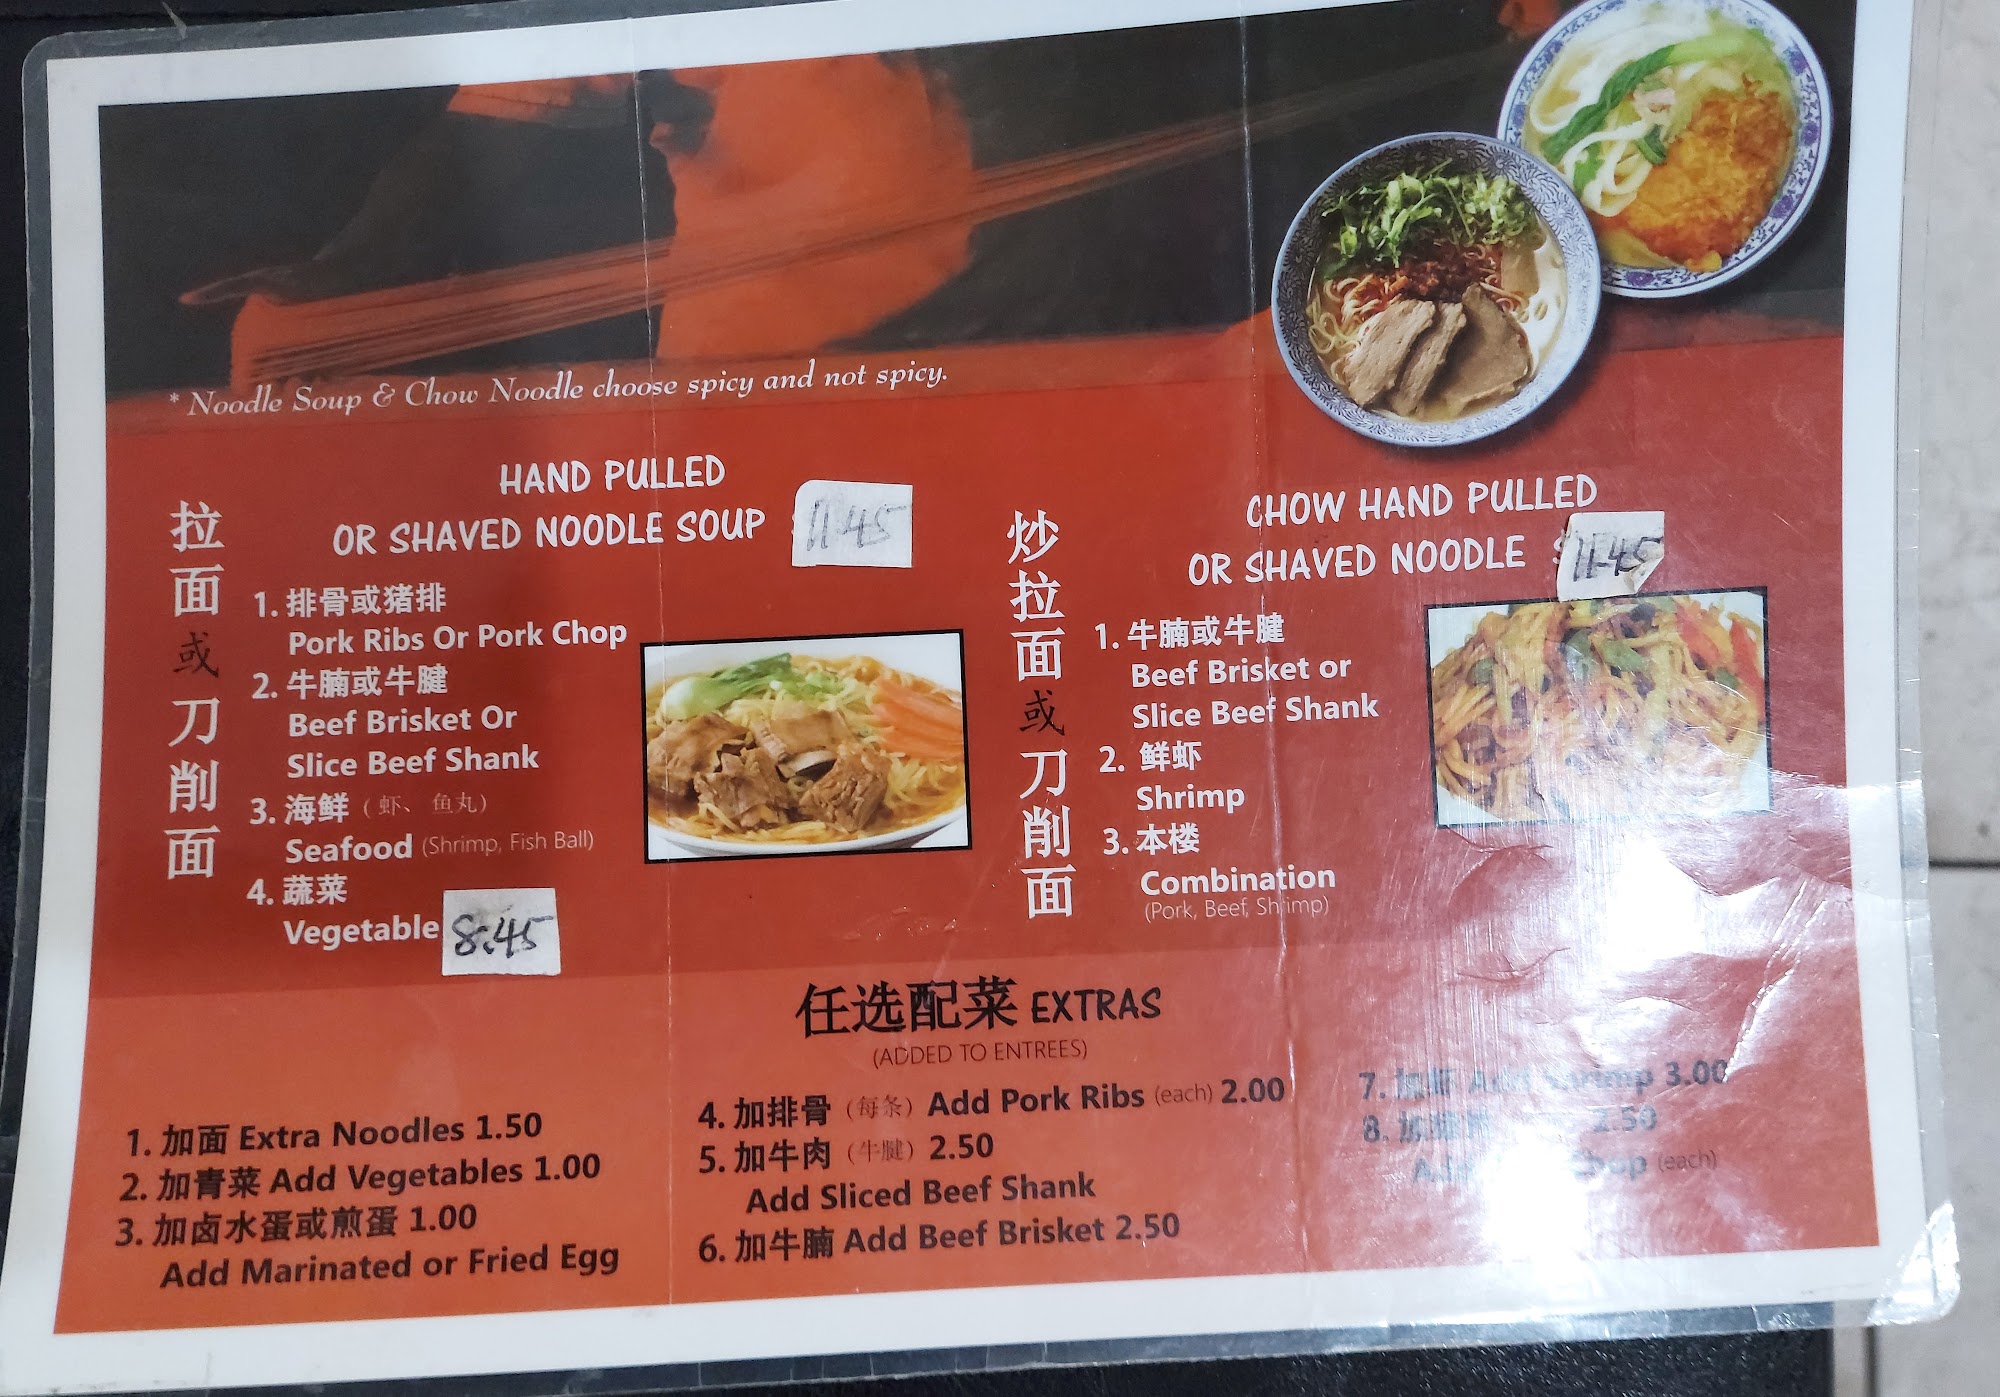 * Noodle Soup & Chow Noodle choose spicy and not spicy.
拉面或刀削面
HAND PULLED
OR SHAVED NOODLE SOUP 11.45
1. 排骨或猪排
Pork Ribs Or Pork Chop
2. 牛腩或牛腱
Beef Brisket Or
Slice Beef Shank
3. 海鲜 (虾、鱼丸)
Seafood (Shrimp, Fish Ball)
4. 蔬菜
Vegetable 8.45
炒拉面或刀削面
CHOW HAND PULLED
OR SHAVED NOODLE 11.45
1. 牛腩或牛腱
Beef Brisket or
Slice Beef Shank
2. 鲜虾
Shrimp
3. 本楼
Combination
(Pork, Beef, Shrimp)
任选配菜 EXTRAS
(ADDED TO ENTREES)
1. 加面 Extra Noodles 1.50
2. 加青菜 Add Vegetables 1.00
3. 加卤水蛋或煎蛋 1.00
Add Marinated or Fried Egg
4. 加排骨 (每条) Add Pork Ribs (each) 2.00
5. 加牛肉 (牛腱) 2.50
Add Sliced Beef Shank
6. 加牛腩 Add Beef Brisket 2.50
7. 加虾 Add Shrimp 3.00
8. 加猪排 2.50
Add Chop (each)